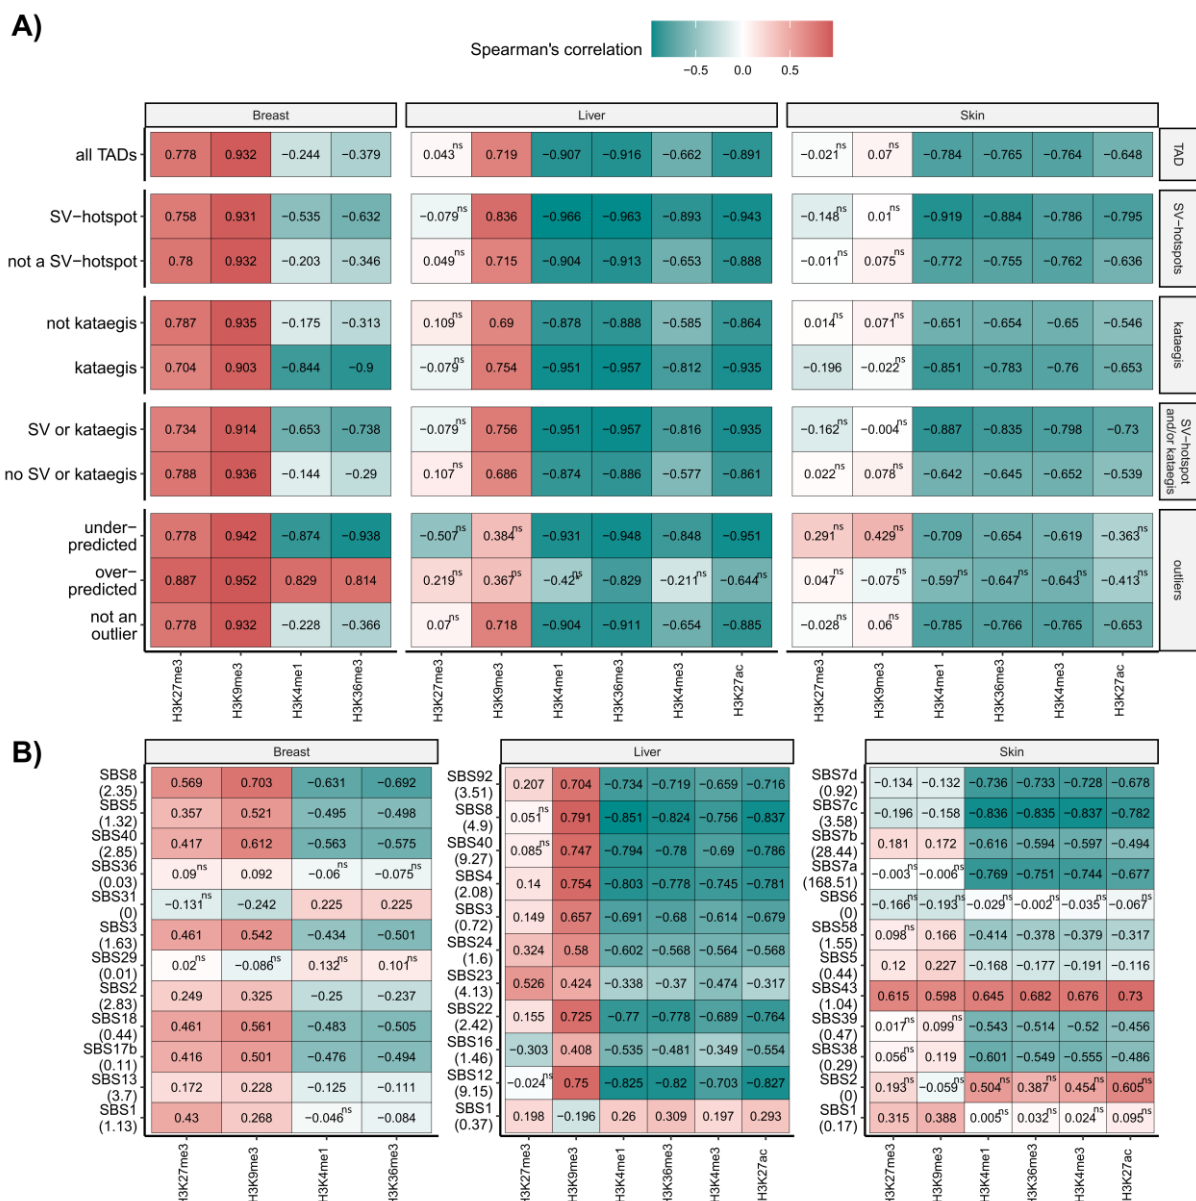 A)
Spearman's correlation
−0.5 0.0 0.5
Breast Liver Skin
all TADs 0.778 0.932 −0.244 −0.379 0.043ns 0.719 −0.907 −0.916 −0.662 −0.891 −0.021ns 0.07ns −0.784 −0.765 −0.764 −0.648 TAD
SV−hotspot 0.758 0.931 −0.535 −0.632 −0.079ns 0.836 −0.966 −0.963 −0.893 −0.943 −0.148ns 0.01ns −0.919 −0.884 −0.786 −0.795
not a SV−hotspot 0.78 0.932 −0.203 −0.346 0.049ns 0.715 −0.904 −0.913 −0.653 −0.888 −0.011ns 0.075ns −0.772 −0.755 −0.762 −0.636
SV−hotspots
not kataegis 0.787 0.935 −0.175 −0.313 0.109ns 0.69 −0.878 −0.888 −0.585 −0.864 0.014ns 0.071ns −0.651 −0.654 −0.65 −0.546
kataegis 0.704 0.903 −0.844 −0.9 −0.079ns 0.754 −0.951 −0.957 −0.812 −0.935 −0.196 −0.022ns −0.851 −0.783 −0.76 −0.653
kataegis
SV or kataegis 0.734 0.914 −0.653 −0.738 −0.079ns 0.756 −0.951 −0.957 −0.816 −0.935 −0.162ns −0.004ns −0.887 −0.835 −0.798 −0.73
no SV or kataegis 0.788 0.936 −0.144 −0.29 0.107ns 0.686 −0.874 −0.886 −0.577 −0.861 0.022ns 0.078ns −0.642 −0.645 −0.652 −0.539
SV−hotspot
and/or kataegis
under−
predicted 0.778 0.942 −0.874 −0.938 −0.507ns 0.384ns −0.931 −0.948 −0.848 −0.951 0.291ns 0.429ns −0.709 −0.654 −0.619 −0.363ns
over−
predicted 0.887 0.952 0.829 0.814 0.219ns 0.367ns −0.42ns −0.829 −0.211ns −0.644ns 0.047ns −0.075ns −0.597ns −0.647ns −0.643ns −0.413ns
not an
outlier 0.778 0.932 −0.228 −0.366 0.07ns 0.718 −0.904 −0.911 −0.654 −0.885 −0.028ns 0.06ns −0.785 −0.766 −0.765 −0.653
outliers
H3K27me3 H3K9me3 H3K4me1 H3K36me3 H3K27me3 H3K9me3 H3K4me1 H3K36me3 H3K4me3 H3K27ac H3K27me3 H3K9me3 H3K4me1 H3K36me3 H3K4me3 H3K27ac
B)
Breast
SBS8
(2.35) 0.569 0.703 −0.631 −0.692
SBS5
(1.32) 0.357 0.521 −0.495 −0.498
SBS40
(2.85) 0.417 0.612 −0.563 −0.575
SBS36
(0.03) 0.09ns 0.092 −0.06ns −0.075ns
SBS31
(0) −0.131ns −0.242 0.225 0.225
SBS3
(1.63) 0.461 0.542 −0.434 −0.501
SBS29
(0.01) 0.02ns −0.086ns 0.132ns 0.101ns
SBS2
(2.83) 0.249 0.325 −0.25 −0.237
SBS18
(0.44) 0.461 0.561 −0.483 −0.505
SBS17b
(0.11) 0.416 0.501 −0.476 −0.494
SBS13
(3.7) 0.172 0.228 −0.125 −0.111
SBS1
(1.13) 0.43 0.268 −0.046ns −0.084
H3K27me3 H3K9me3 H3K4me1 H3K36me3
Liver
SBS92
(3.51) 0.207 0.704 −0.734 −0.719 −0.659 −0.716
SBS8
(4.9) 0.051ns 0.791 −0.851 −0.824 −0.756 −0.837
SBS40
(9.27) 0.085ns 0.747 −0.794 −0.78 −0.69 −0.786
SBS4
(2.08) 0.14 0.754 −0.803 −0.778 −0.745 −0.781
SBS3
(0.72) 0.149 0.657 −0.691 −0.68 −0.614 −0.679
SBS24
(1.6) 0.324 0.58 −0.602 −0.568 −0.564 −0.568
SBS23
(4.13) 0.526 0.424 −0.338 −0.37 −0.474 −0.317
SBS22
(2.42) 0.155 0.725 −0.77 −0.778 −0.689 −0.764
SBS16
(1.46) −0.303 0.408 −0.535 −0.481 −0.349 −0.554
SBS12
(9.15) −0.024ns 0.75 −0.825 −0.82 −0.703 −0.827
SBS1
(0.37) 0.198 −0.196 0.26 0.309 0.197 0.293
H3K27me3 H3K9me3 H3K4me1 H3K36me3 H3K4me3 H3K27ac
Skin
SBS7d
(0.92) −0.134 −0.132 −0.736 −0.733 −0.728 −0.678
SBS7c
(3.58) −0.196 −0.158 −0.836 −0.835 −0.837 −0.782
SBS7b
(28.44) 0.181 0.172 −0.616 −0.594 −0.597 −0.494
SBS7a
(168.51) −0.003ns −0.006ns −0.769 −0.751 −0.744 −0.677
SBS6
(0) −0.166ns −0.193ns −0.029ns −0.002ns −0.035ns −0.067ns
SBS58
(1.55) 0.098ns 0.166 −0.414 −0.378 −0.379 −0.317
SBS5
(0.44) 0.12 0.227 −0.168 −0.177 −0.191 −0.116
SBS43
(1.04) 0.615 0.598 0.645 0.682 0.676 0.73
SBS39
(0.47) 0.017ns 0.099ns −0.543 −0.514 −0.52 −0.456
SBS38
(0.29) 0.056ns 0.119 −0.601 −0.549 −0.555 −0.486
SBS2
(0) 0.193ns −0.059ns 0.504ns 0.387ns 0.454ns 0.605ns
SBS1
(0.17) 0.315 0.388 0.005ns 0.032ns 0.024ns 0.095ns
H3K27me3 H3K9me3 H3K4me1 H3K36me3 H3K4me3 H3K27ac